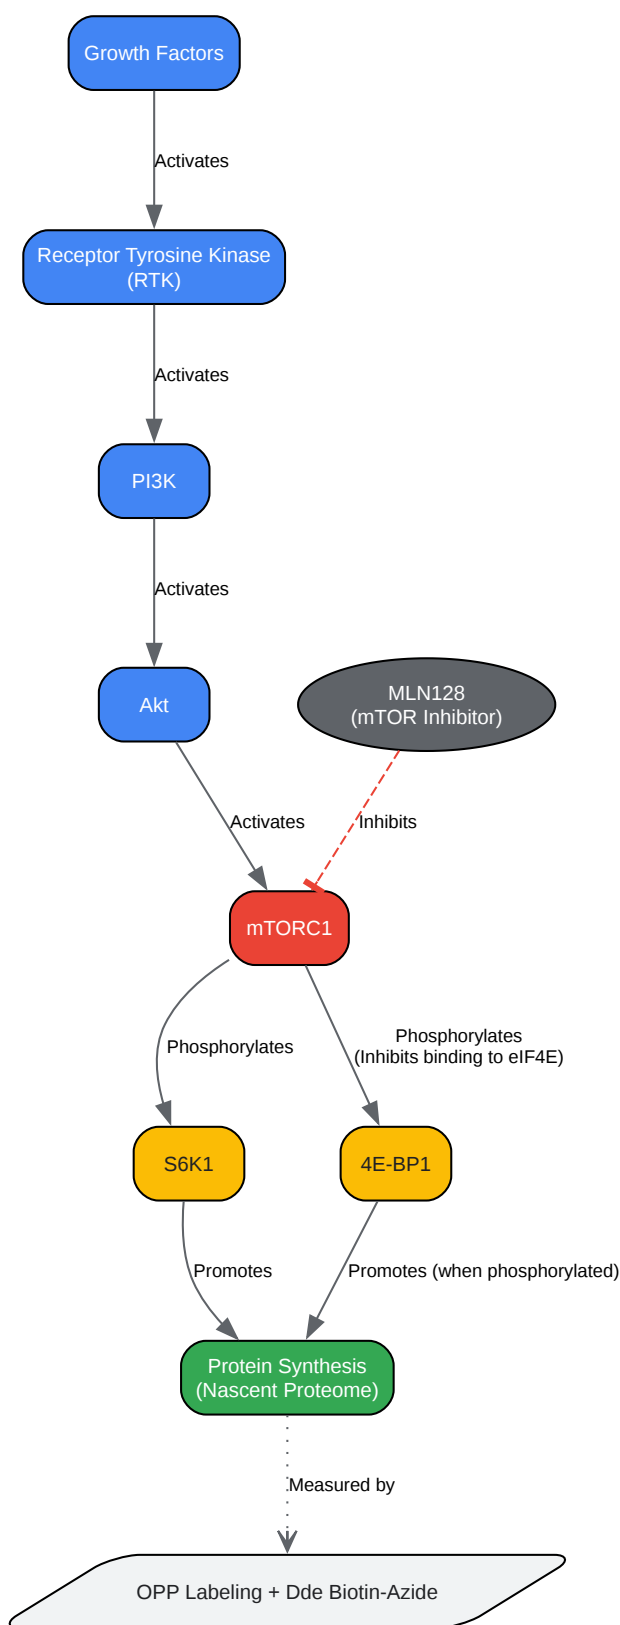 Growth Factors
Activates
Receptor Tyrosine Kinase
(RTK)
Activates
PI3K
Activates
Akt
MLN128
(mTOR Inhibitor)
Activates
Inhibits
mTORC1
Phosphorylates
Phosphorylates
(Inhibits binding to eIF4E)
S6K1
4E-BP1
Promotes
Promotes (when phosphorylated)
Protein Synthesis
(Nascent Proteome)
Measured by
OPP Labeling + Dde Biotin-Azide